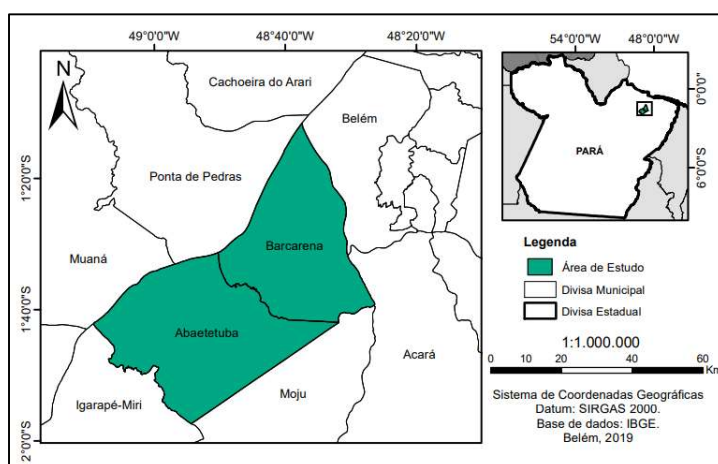 49°0'0"W
48°40'0"W
48°20'0"W
N
Cachoeira do Arari
Belém
Ponta de Pedras
Muaná
Barcarena
Abaetetuba
Igarapé-Miri
Moju
Acará
1°20'0"S
1°40'0"S
2°0'0"S
54°0'0"W 48°0'0"W
0°0'0"
6°0'0"S
PARÁ
Legenda
Área de Estudo
Divisa Municipal
Divisa Estadual
1:1.000.000
0 10 20 30 40 60
Km
Sistema de Coordenadas Geográficas
Datum: SIRGAS 2000.
Base de dados: IBGE.
Belém, 2019